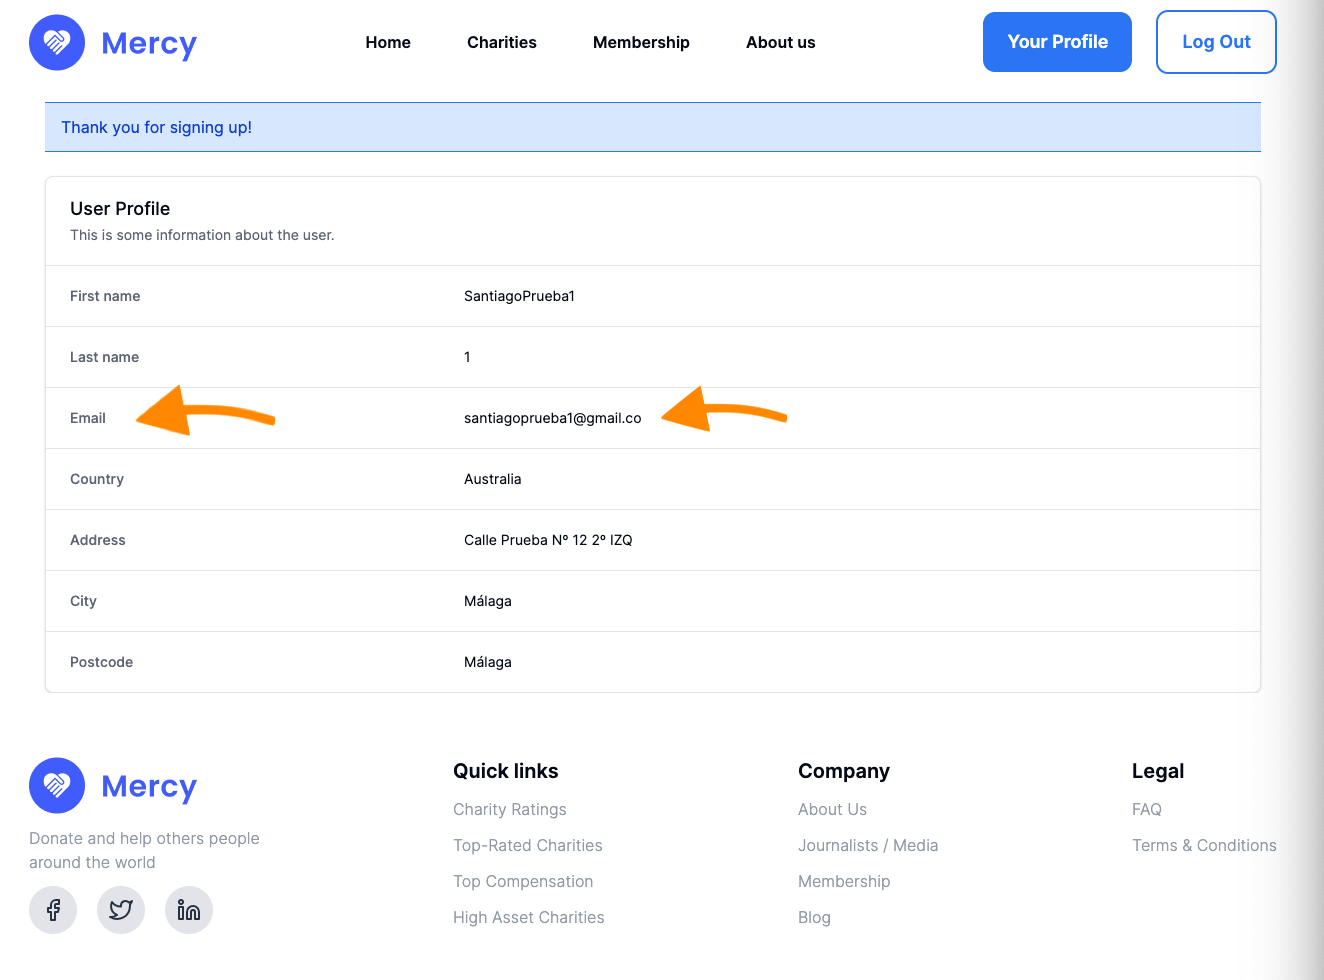 Mercy
Home
Charities
Membership
About us
Your Profile
Log Out
Thank you for signing up!
User Profile
This is some information about the user.
First name
SantiagoPrueba1
Last name
1
Email
santiagoprueba1@gmail.co
Country
Australia
Address
Calle Prueba Nº 12 2º IZQ
City
Málaga
Postcode
Málaga
Mercy
Donate and help others people
around the world
Quick links
Charity Ratings
Top-Rated Charities
Top Compensation
High Asset Charities
Company
About Us
Journalists / Media
Membership
Blog
Legal
FAQ
Terms & Conditions